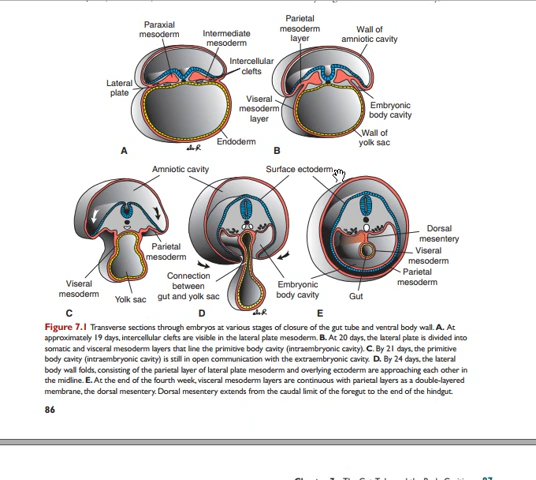 Paraxial
mesoderm
Intermediate
mesoderm
Intercellular
clefts
Lateral
plate
Endoderm
A
Parietal
mesoderm
layer
Wall of
amniotic cavity
Viseral
mesoderm
layer
Embryonic
body cavity
Wall of
yolk sac
B
Amniotic cavity
Surface ectoderm
Parietal
mesoderm
Viseral
mesoderm
Yolk sac
C
Connection
between
gut and yolk sac
D
Embryonic
body cavity
Gut
E
Dorsal
mesentery
Viseral
mesoderm
Parietal
mesoderm
Figure 7.1 Transverse sections through embryos at various stages of closure of the gut tube and ventral body wall. A. At
approximately 19 days, intercellular clefts are visible in the lateral plate mesoderm. B. At 20 days, the lateral plate is divided into
somatic and visceral mesoderm layers that line the primitive body cavity (intraembryonic cavity). C. By 21 days, the primitive
body cavity (intraembryonic cavity) is still in open communication with the extraembryonic cavity. D. By 24 days, the lateral
body wall folds, consisting of the parietal layer of lateral plate mesoderm and overlying ectoderm are approaching each other in
the midline. E. At the end of the fourth week, visceral mesoderm layers are continuous with parietal layers as a double-layered
membrane, the dorsal mesentery. Dorsal mesentery extends from the caudal limit of the foregut to the end of the hindgut.
86